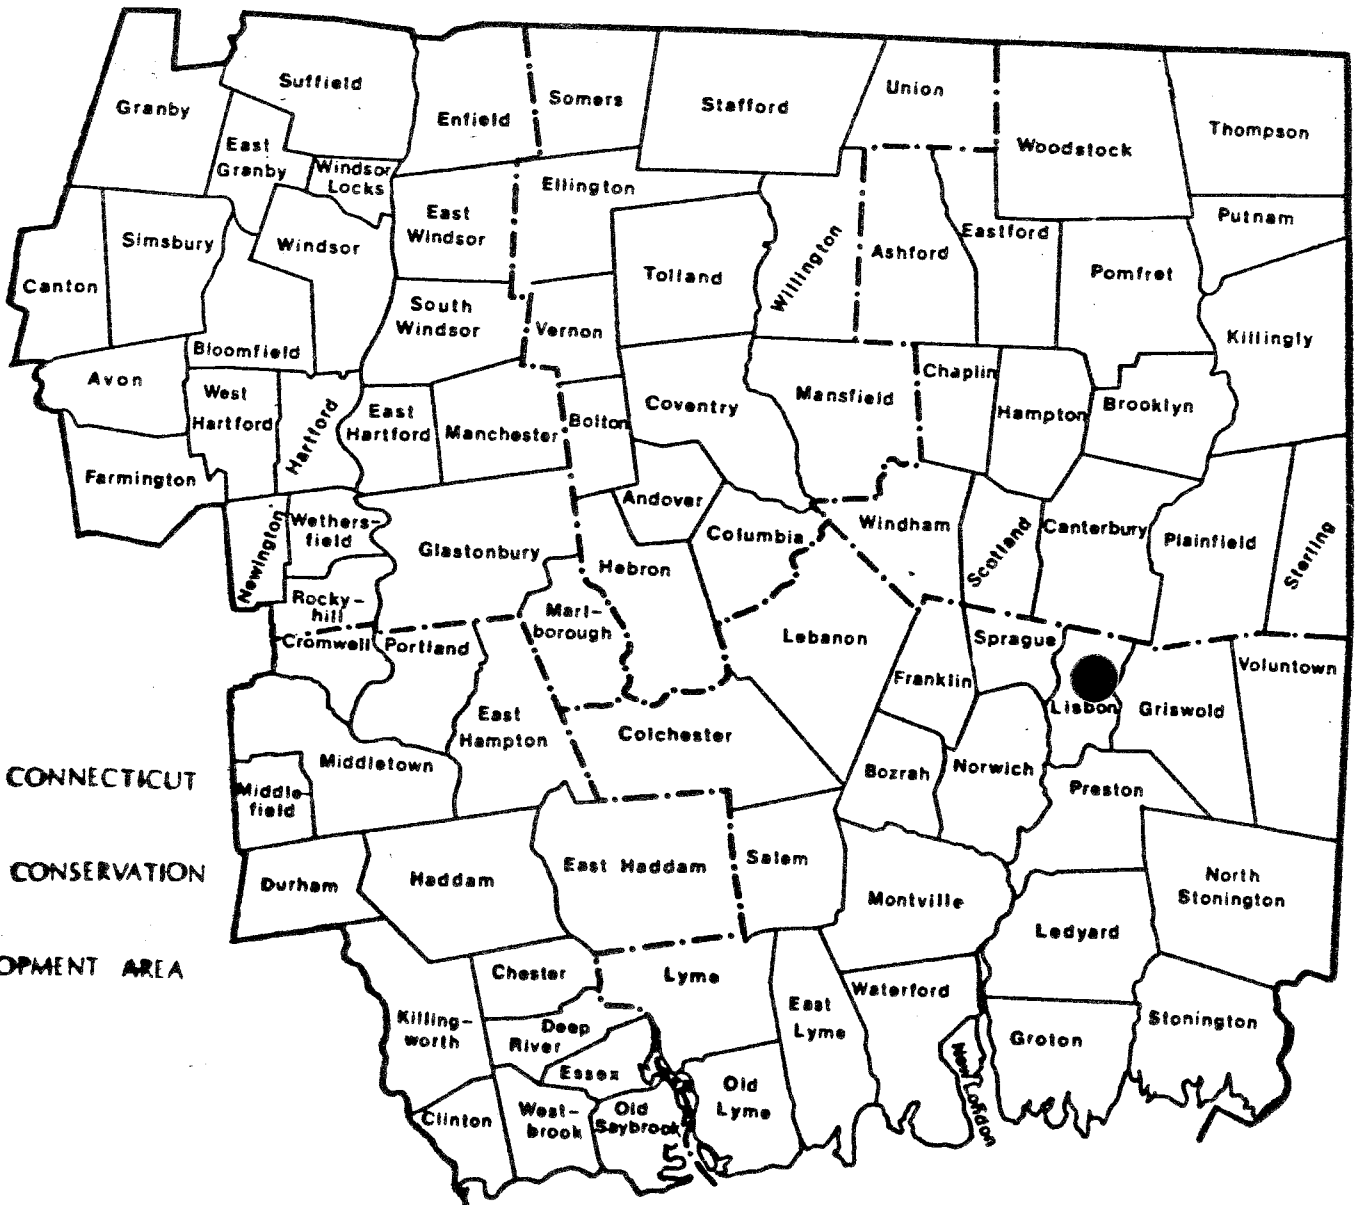 Granby
Suffield
Enfield
Somers
Stafford
Union
Woodstock
Thompson
East
Granby
Windsor
Locks
Ellington
Putnam
Simsbury
Windsor
East
Windsor
Tolland
Willington
Ashford
Eastford
Pomfret
Canton
South
Windsor
Vernon
Killingly
Bloomfield
Avon
West
Hartford
Hartford
East
Hartford
Manchester
Bolton
Coventry
Mansfield
Chaplin
Hampton
Brooklyn
Farmington
Newington
Wethers-
field
Glastonbury
Andover
Columbia
Windham
Scotland
Canterbury
Plainfield
Sterling
Hebron
Rocky-
hill
Marl-
borough
Cromwell
Portland
Lebanon
Sprague
Franklin
Voluntown
Lisbon
Griswold
East
Hampton
Colchester
Middletown
Bozrah
Norwich
Preston
CONNECTICUT
Middle-
field
CONSERVATION
Durham
Haddam
East Haddam
Salem
Montville
North
Stonington
Ledyard
OPMENT AREA
Chester
Lyme
East
Lyme
Waterford
Killing-
worth
Deep
River
Essex
New London
Groton
Stonington
Clinton
West-
brook
Old
Saybrook
Old
Lyme